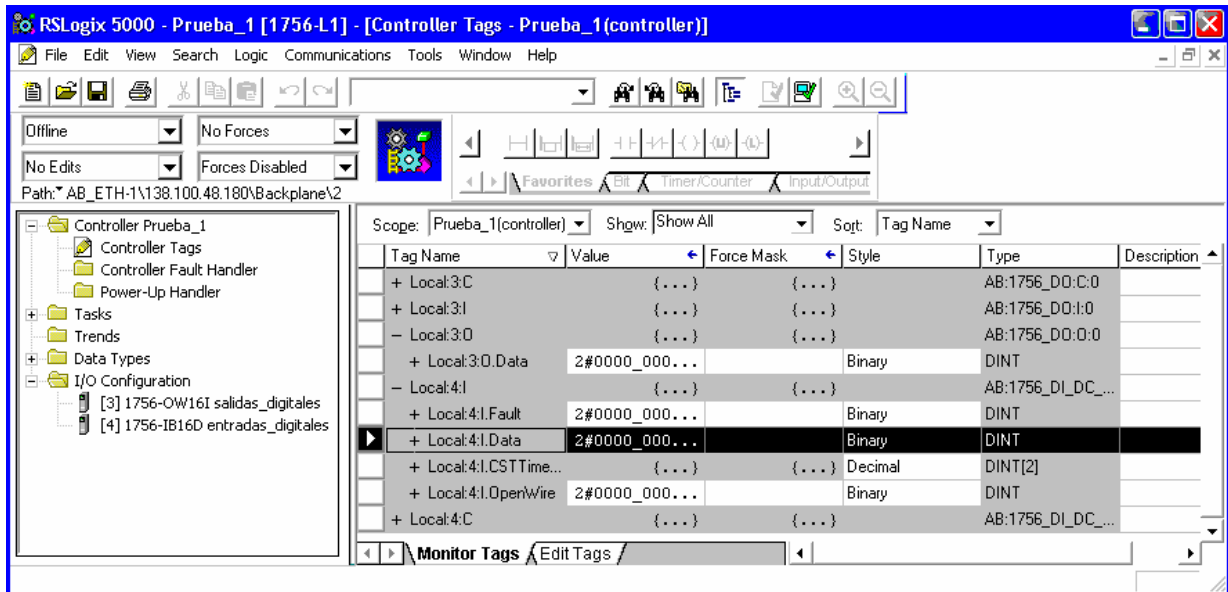 RSLogix 5000 - Prueba_1 [1756-L1] - [Controller Tags - Prueba_1(controller)]
File Edit View Search Logic Communications Tools Window Help
Offline No Forces
No Edits Forces Disabled
Path: AB_ETH-1\138.100.48.180\Backplane\2
Favorites Bit Timer/Counter Input/Output
Controller Prueba_1
Controller Tags
Controller Fault Handler
Power-Up Handler
Tasks
Trends
Data Types
I/O Configuration
[3] 1756-OW16I salidas_digitales
[4] 1756-IB16D entradas_digitales
Scope: Prueba_1(controller) Show: Show All Sort: Tag Name
Tag Name Value Force Mask Style Type Description
+ Local:3:C {...} {...} AB:1756_DO:C:0
+ Local:3:I {...} {...} AB:1756_DO:I:0
− Local:3:O {...} {...} AB:1756_DO:O:0
+ Local:3:O.Data 2#0000_000... Binary DINT
− Local:4:I {...} {...} AB:1756_DI_DC_...
+ Local:4:I.Fault 2#0000_000... Binary DINT
+ Local:4:I.Data 2#0000_000... Binary DINT
+ Local:4:I.CSTTime... {...} {...} Decimal DINT[2]
+ Local:4:I.OpenWire 2#0000_000... Binary DINT
+ Local:4:C {...} {...} AB:1756_DI_DC_...
Monitor Tags Edit Tags